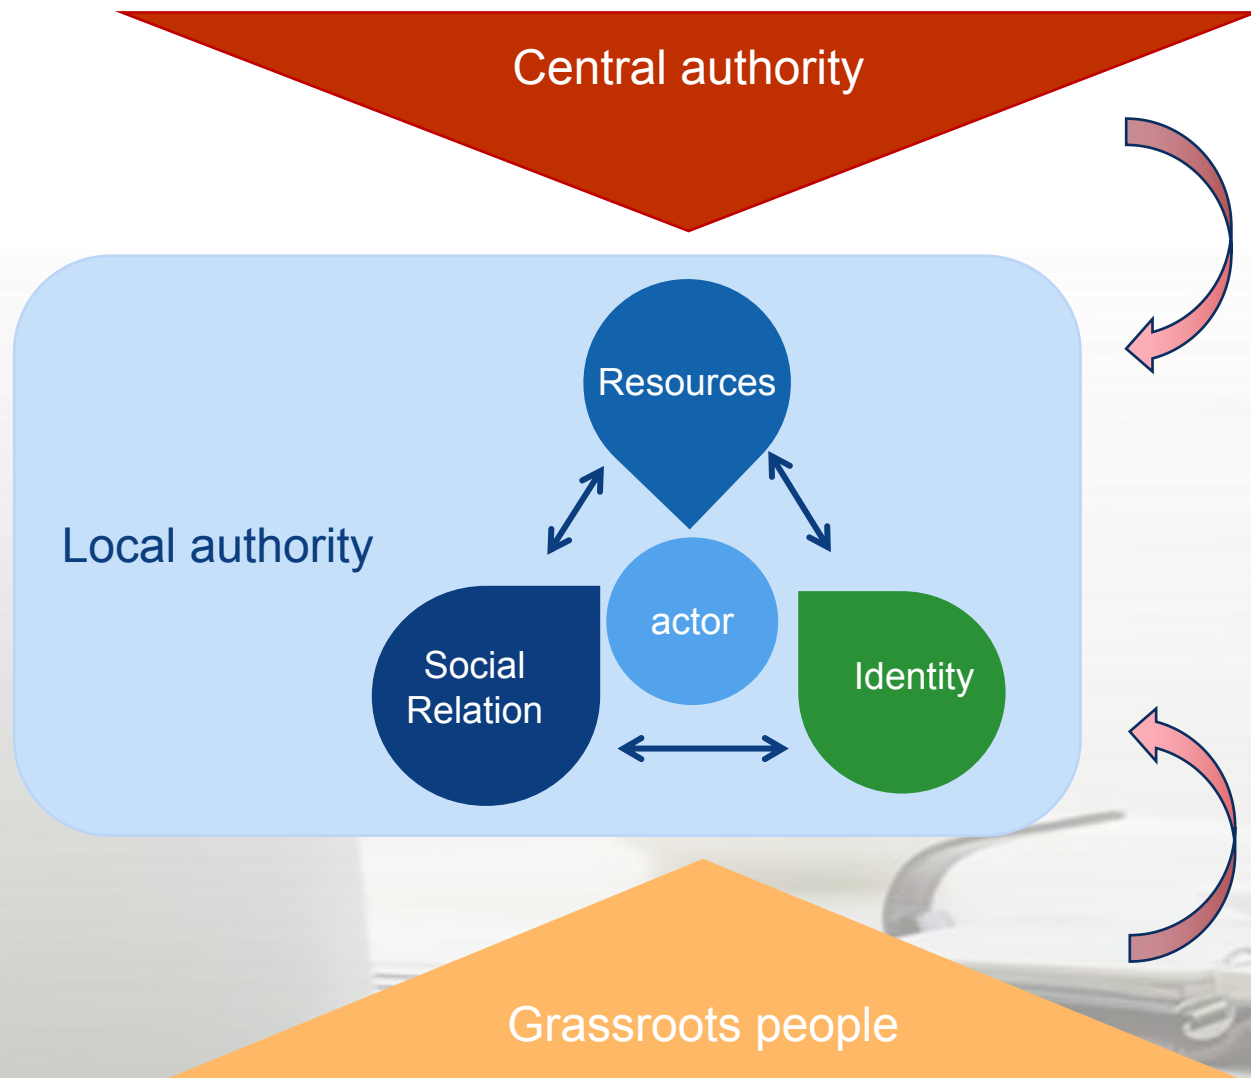 Central authority
Resources
Local authority
actor
Social
Relation
Identity
Grassroots people